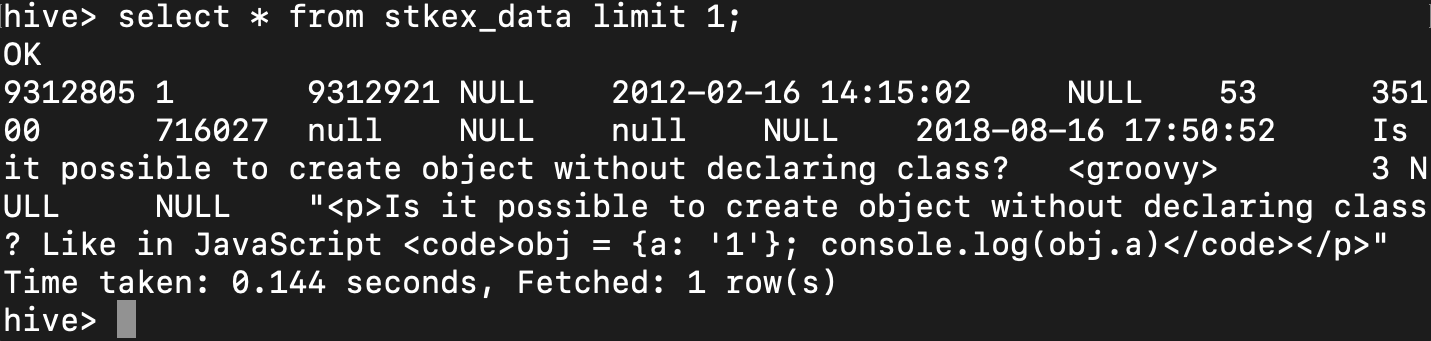 hive> select * from stkex_data limit 1;
OK
9312805 1       9312921 NULL    2012-02-16 14:15:02     NULL    53      351
00      716027  null    NULL    null    NULL    2018-08-16 17:50:52     Is 
it possible to create object without declaring class?   <groovy>        3 N
ULL     NULL    "<p>Is it possible to create object without declaring class
? Like in JavaScript <code>obj = {a: '1'}; console.log(obj.a)</code></p>"
Time taken: 0.144 seconds, Fetched: 1 row(s)
hive>